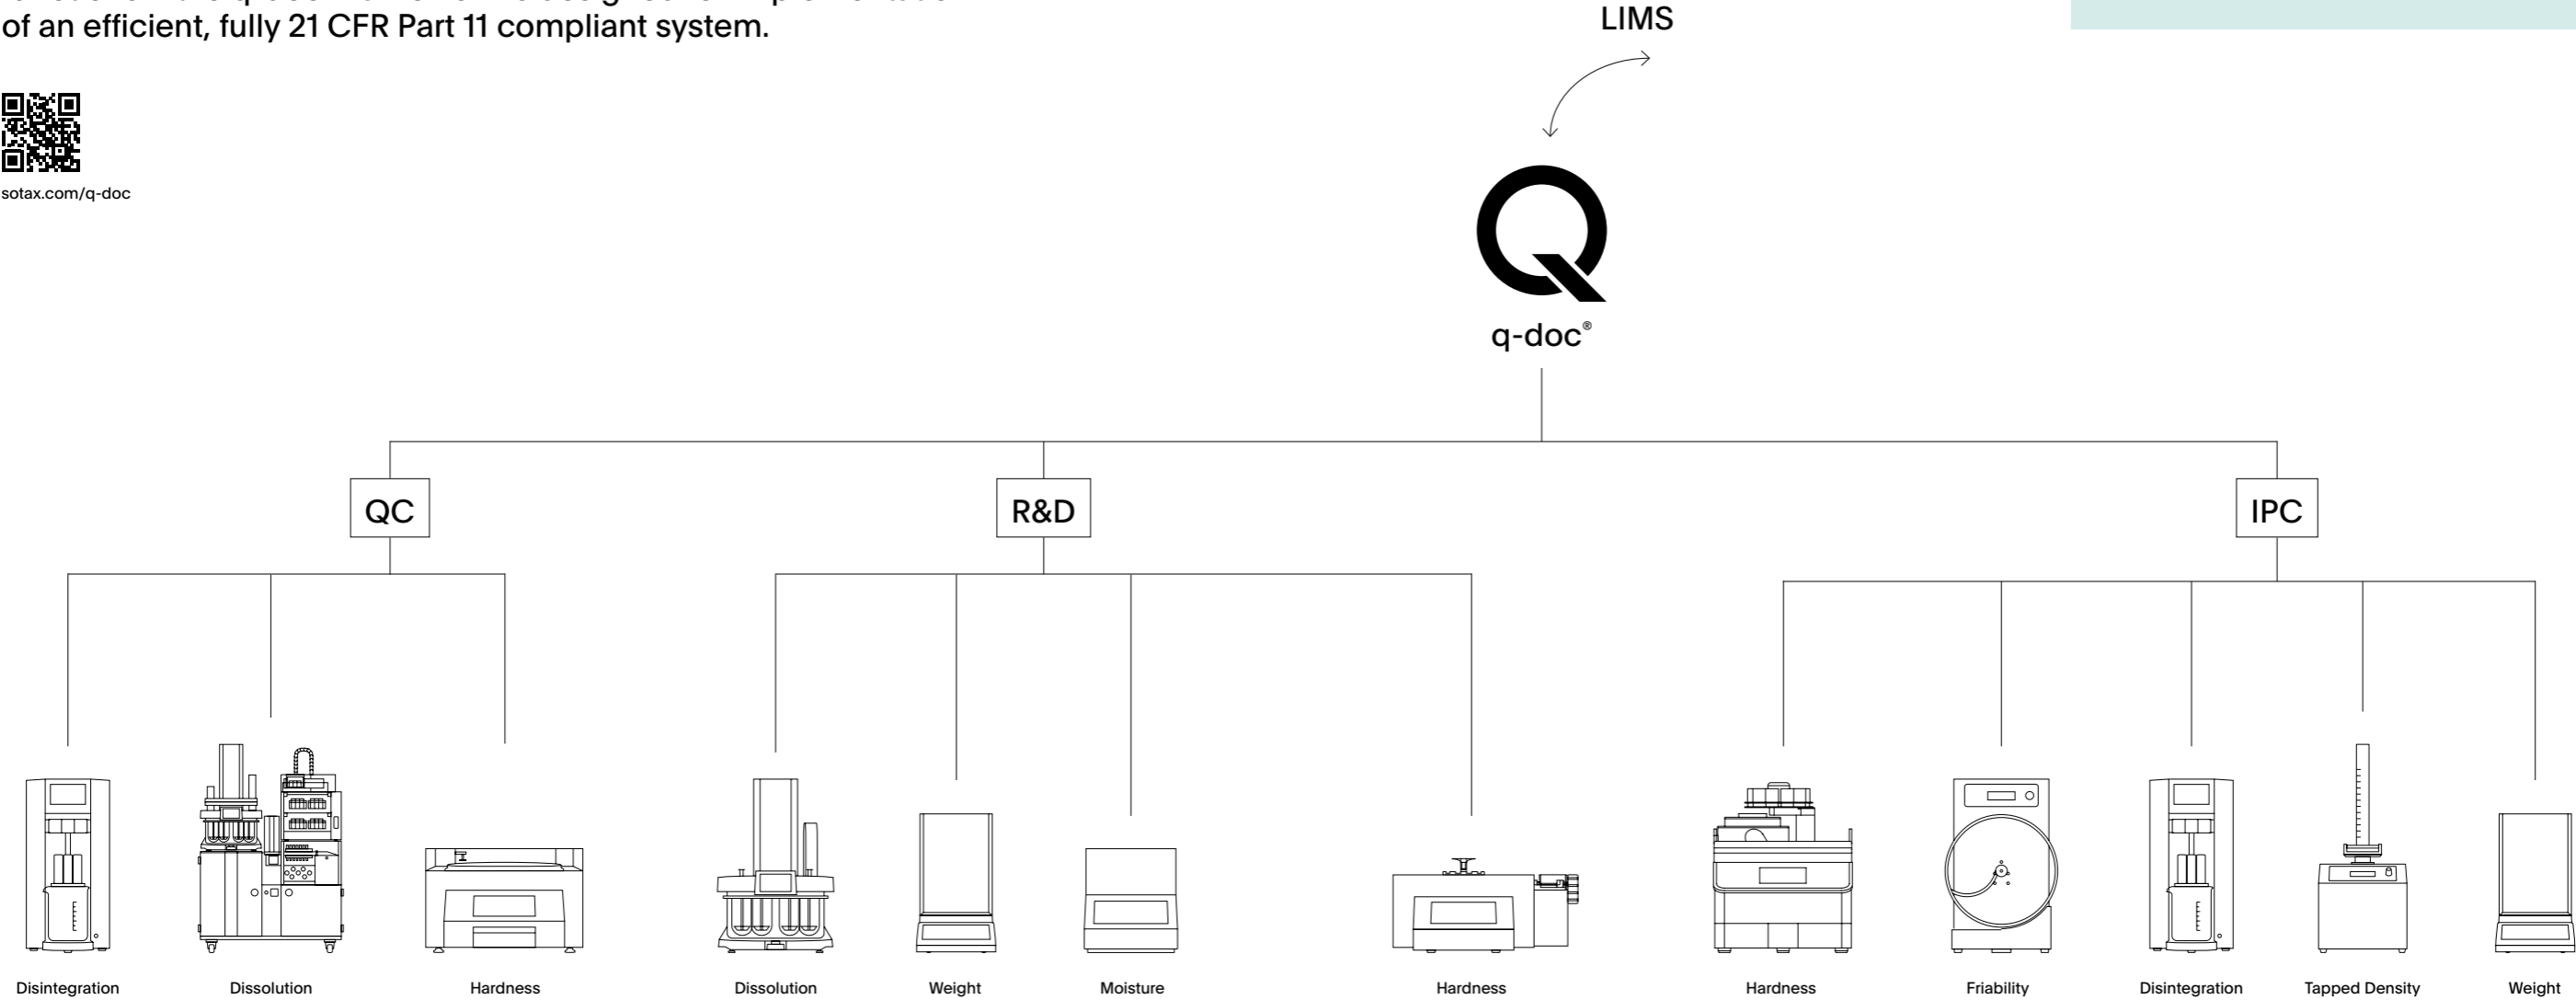 of an efficient, fully 21 CFR Part 11 compliant system.
sotax.com/q-doc
LIMS
q-doc®
QC
R&D
IPC
Disintegration
Dissolution
Hardness
Dissolution
Weight
Moisture
Hardness
Hardness
Friability
Disintegration
Tapped Density
Weight